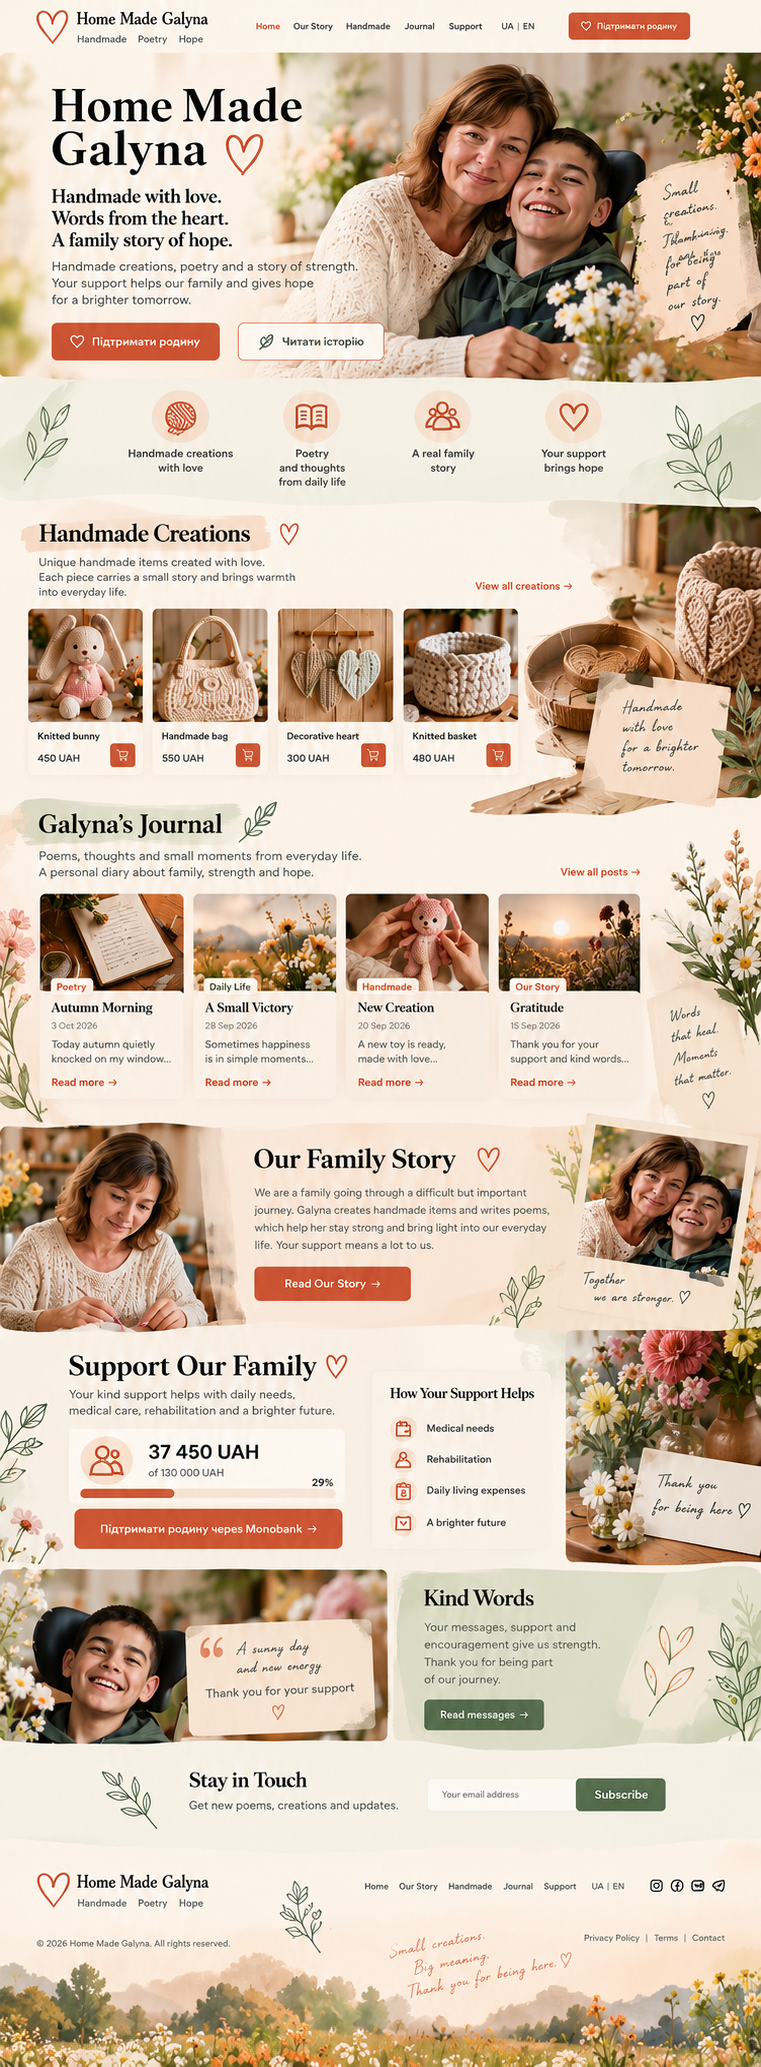 Home Made Galyna
Handmade Poetry Hope
Home Our Story Handmade Journal Support UA | EN
Підтримати родину
Home Made
Galyna
Handmade with love.
Words from the heart.
A family story of hope.
Handmade creations, poetry and a story of strength.
Your support helps our family and gives hope
for a brighter tomorrow.
Підтримати родину
Читати історію
Small
creations.
for being
part of
our story.
Handmade creations
with love
Poetry
and thoughts
from daily life
A real family
story
Your support
brings hope
Handmade Creations
Unique handmade items created with love.
Each piece carries a small story and brings warmth
into everyday life.
View all creations →
Knitted bunny
450 UAH
Handmade bag
550 UAH
Decorative heart
300 UAH
Knitted basket
480 UAH
Handmade
with love
for a brighter
tomorrow.
Galyna's Journal
Poems, thoughts and small moments from everyday life.
A personal diary about family, strength and hope.
View all posts →
Poetry
Autumn Morning
3 Oct 2026
Today autumn quietly
knocked on my window...
Read more →
Daily Life
A Small Victory
28 Sep 2026
Sometimes happiness
is in simple moments...
Read more →
Handmade
New Creation
20 Sep 2026
A new toy is ready,
made with love...
Read more →
Our Story
Gratitude
15 Sep 2026
Thank you for your
support and kind words...
Read more →
Words
that heal.
Moments
that matter.
Our Family Story
We are a family going through a difficult but important
journey. Galyna creates handmade items and writes poems,
which help her stay strong and bring light into our everyday
life. Your support means a lot to us.
Read Our Story →
Together
we are stronger.
Support Our Family
Your kind support helps with daily needs,
medical care, rehabilitation and a brighter future.
37 450 UAH
of 130 000 UAH
29%
Підтримати родину через Monobank →
How Your Support Helps
Medical needs
Rehabilitation
Daily living expenses
A brighter future
Thank you
for being here
A sunny day
and new energy
Thank you for your support
Kind Words
Your messages, support and
encouragement give us strength.
Thank you for being part
of our journey.
Read messages →
Stay in Touch
Get new poems, creations and updates.
Your email address
Subscribe
Home Made Galyna
Handmade Poetry Hope
Home Our Story Handmade Journal Support UA | EN
© 2026 Home Made Galyna. All rights reserved.
Privacy Policy | Terms | Contact
Small creations.
Big meaning.
Thank you for being here.